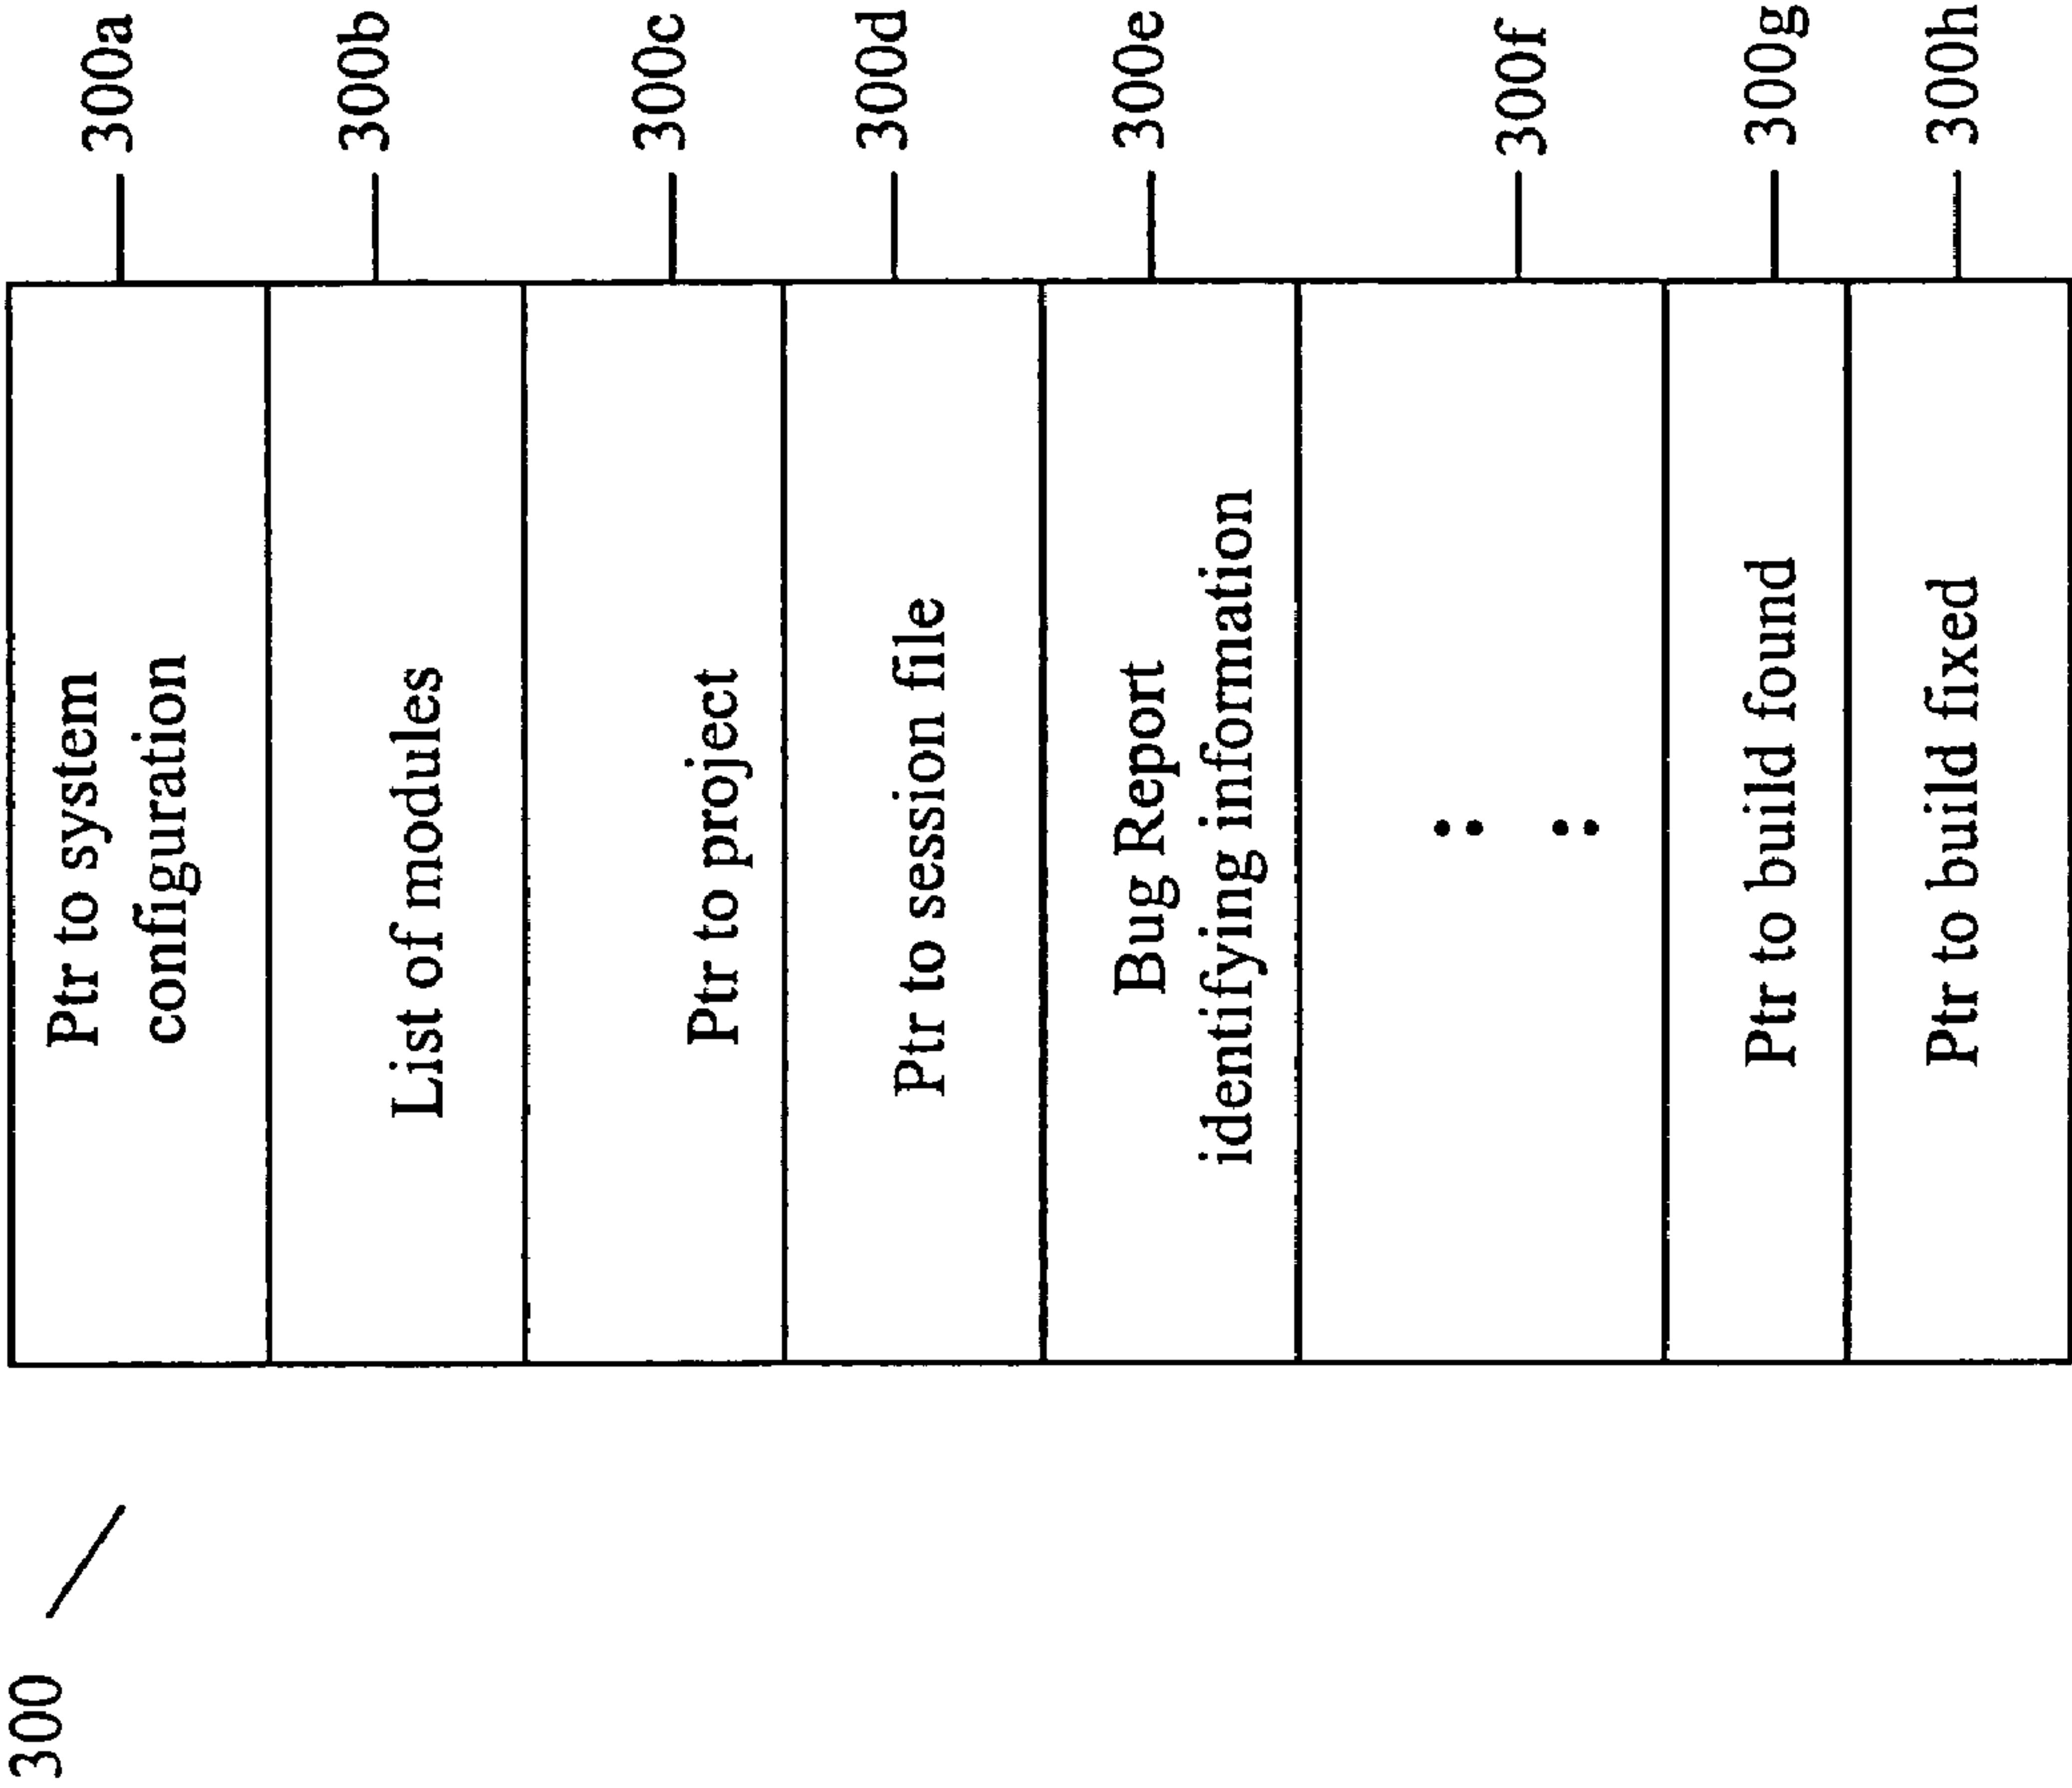 300
Ptr to system
configuration
300a
List of modules
300b
Ptr to project
300c
Ptr to session file
300d
Bug Report
identifying information
300e
300f
Ptr to build found
300g
Ptr to build fixed
300h